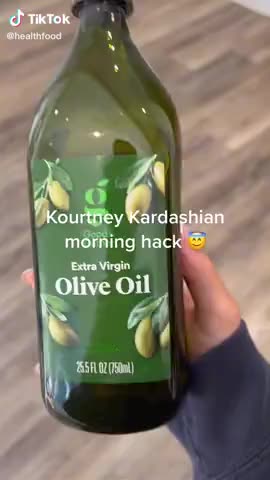 TikTok
@healthfood
g
Good
Kourtney Kardashian
morning hack 😇
Extra Virgin
Olive Oil
25.5 FL OZ (750mL)